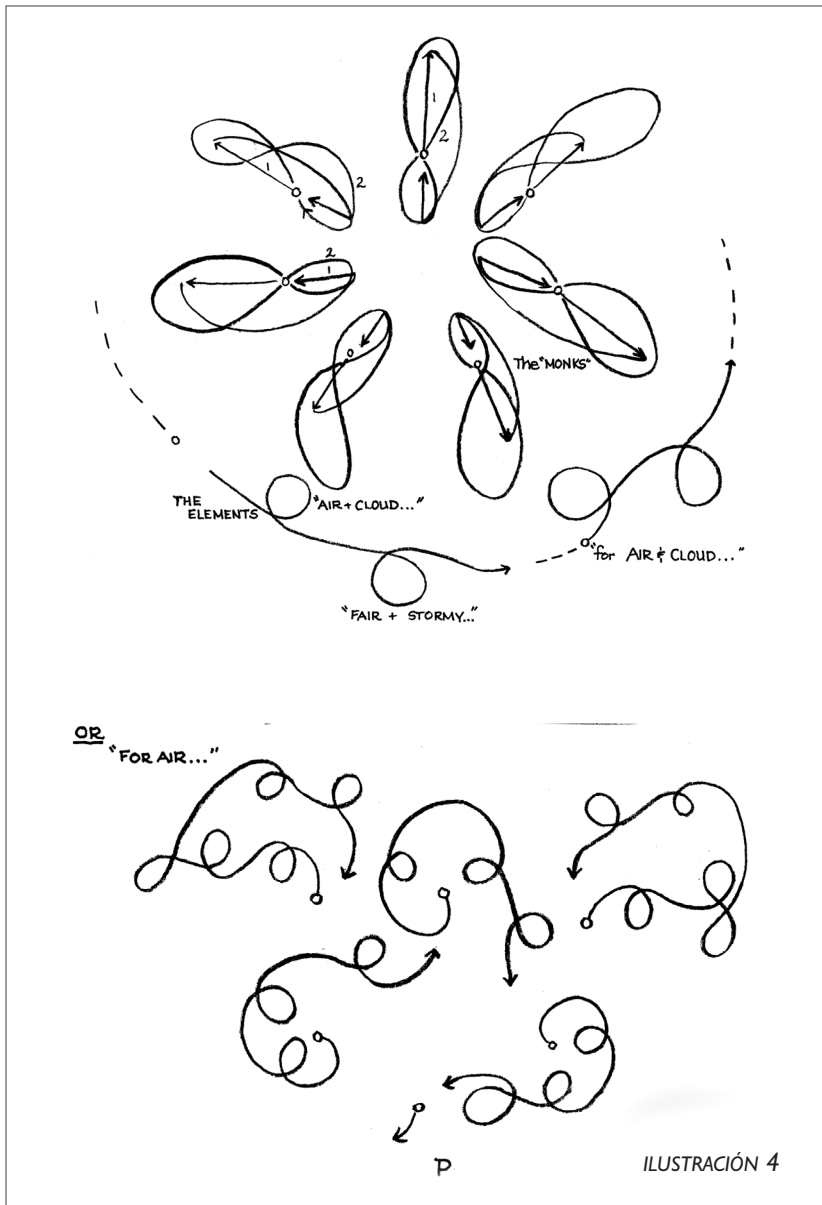 1
2
1
2
2
1
The "MONKS"
THE
ELEMENTS
"AIR + CLOUD..."
"for AIR & CLOUD..."
"FAIR + STORMY..."
OR
"FOR AIR..."
P
ILUSTRACIÓN 4